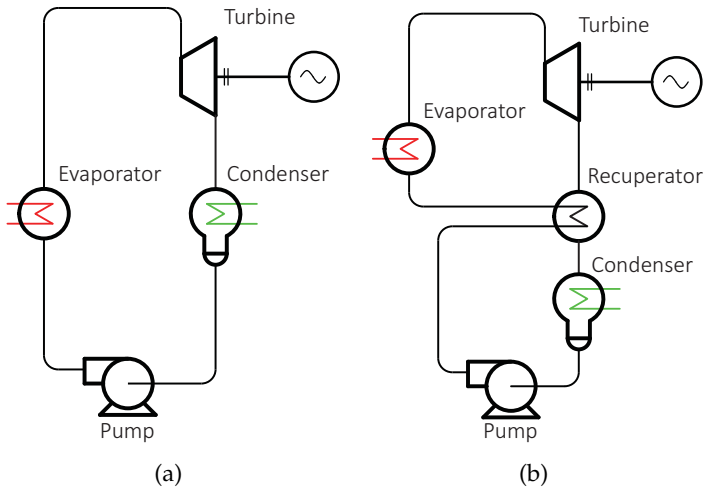 Turbine
Evaporator
Condenser
Pump
(a)
Turbine
Evaporator
Recuperator
Condenser
Pump
(b)